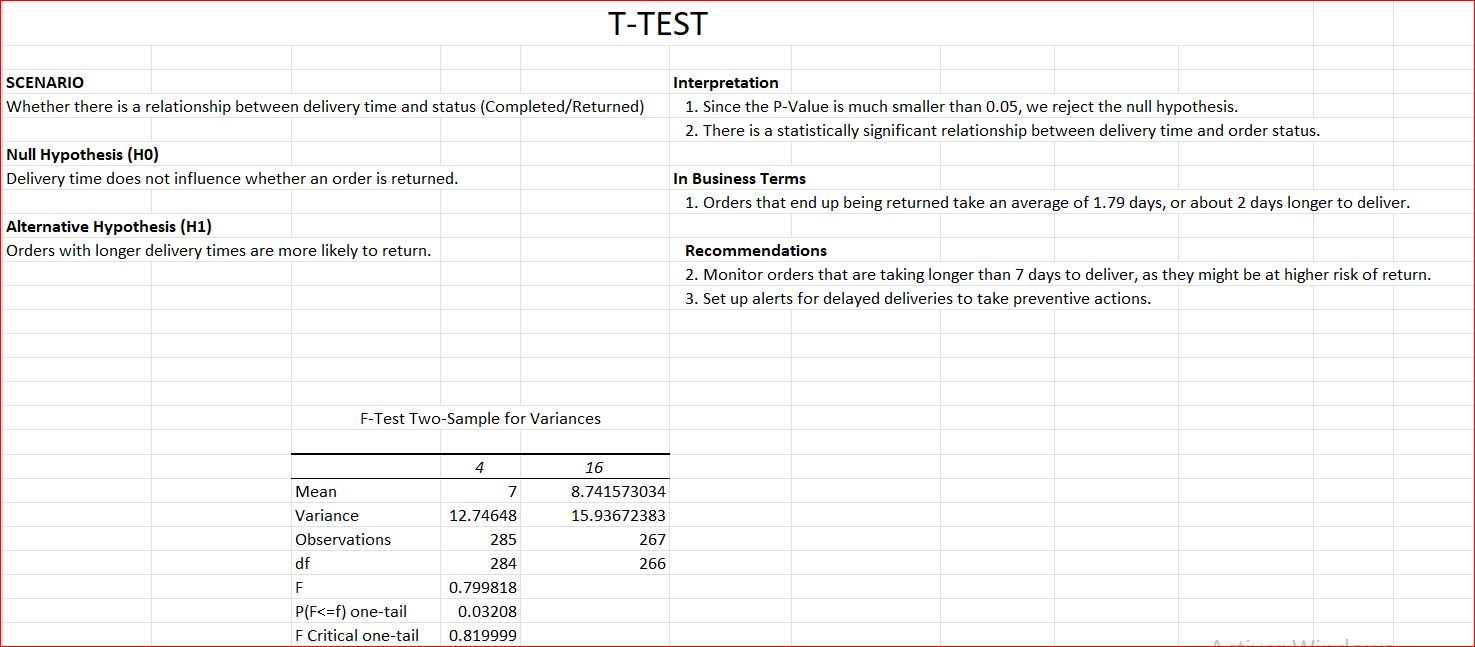 T-TEST
SCENARIO
Whether there is a relationship between delivery time and status (Completed/Returned)
Null Hypothesis (H0)
Delivery time does not influence whether an order is returned.
Alternative Hypothesis (H1)
Orders with longer delivery times are more likely to return.
Interpretation
1. Since the P-Value is much smaller than 0.05, we reject the null hypothesis.
2. There is a statistically significant relationship between delivery time and order status.
In Business Terms
1. Orders that end up being returned take an average of 1.79 days, or about 2 days longer to deliver.
Recommendations
2. Monitor orders that are taking longer than 7 days to deliver, as they might be at higher risk of return.
3. Set up alerts for delayed deliveries to take preventive actions.
F-Test Two-Sample for Variances
4 16
Mean 7 8.741573034
Variance 12.74648 15.93672383
Observations 285 267
df 284 266
F 0.799818
P(F<=f) one-tail 0.03208
F Critical one-tail 0.819999